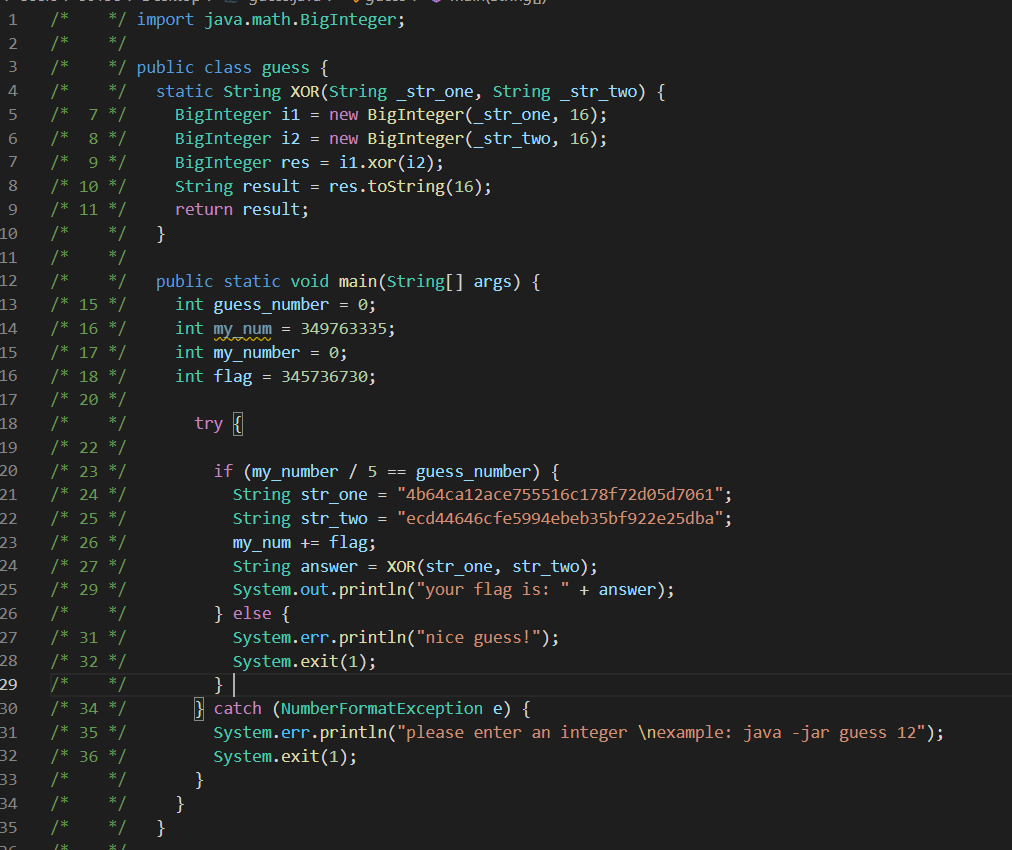 1 /* */ import java.math.BigInteger;
2 /* */
3 /* */ public class guess {
4 /* */ static String XOR(String _str_one, String _str_two) {
5 /* 7 */ BigInteger i1 = new BigInteger(_str_one, 16);
6 /* 8 */ BigInteger i2 = new BigInteger(_str_two, 16);
7 /* 9 */ BigInteger res = i1.xor(i2);
8 /* 10 */ String result = res.toString(16);
9 /* 11 */ return result;
10 /* */ }
11 /* */
12 /* */ public static void main(String[] args) {
13 /* 15 */ int guess_number = 0;
14 /* 16 */ int my_num = 349763335;
15 /* 17 */ int my_number = 0;
16 /* 18 */ int flag = 345736730;
17 /* 20 */
18 /* */ try {
19 /* 22 */
20 /* 23 */ if (my_number / 5 == guess_number) {
21 /* 24 */ String str_one = "4b64ca12ace755516c178f72d05d7061";
22 /* 25 */ String str_two = "ecd44646cfe5994ebeb35bf922e25dba";
23 /* 26 */ my_num += flag;
24 /* 27 */ String answer = XOR(str_one, str_two);
25 /* 29 */ System.out.println("your flag is: " + answer);
26 /* */ } else {
27 /* 31 */ System.err.println("nice guess!");
28 /* 32 */ System.exit(1);
29 /* */ }
30 /* 34 */ } catch (NumberFormatException e) {
31 /* 35 */ System.err.println("please enter an integer \nexample: java -jar guess 12");
32 /* 36 */ System.exit(1);
33 /* */ }
34 /* */ }
35 /* */ }